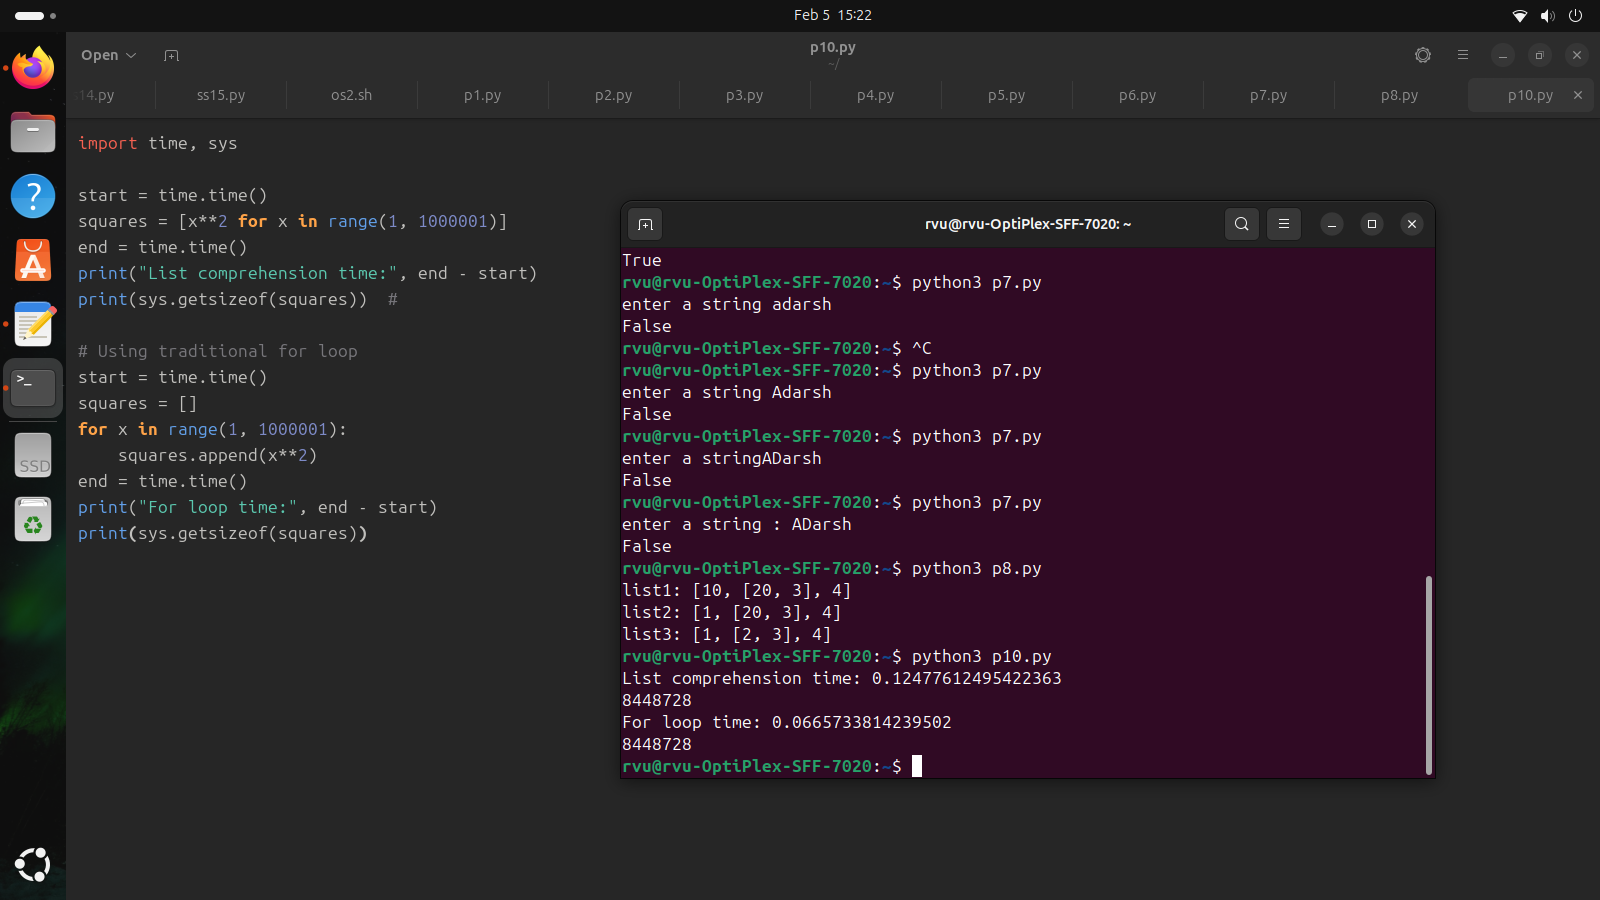 Feb 5 15:22
Open
p10.py
~/
s14.py ss15.py os2.sh p1.py p2.py p3.py p4.py p5.py p6.py p7.py p8.py p10.py
import time, sys
start = time.time()
squares = [x**2 for x in range(1, 1000001)]
end = time.time()
print("List comprehension time:", end - start)
print(sys.getsizeof(squares))  #
# Using traditional for loop
start = time.time()
squares = []
for x in range(1, 1000001):
    squares.append(x**2)
end = time.time()
print("For loop time:", end - start)
print(sys.getsizeof(squares))
rvu@rvu-OptiPlex-SFF-7020: ~
True
rvu@rvu-OptiPlex-SFF-7020:~$ python3 p7.py
enter a string adarsh
False
rvu@rvu-OptiPlex-SFF-7020:~$ ^C
rvu@rvu-OptiPlex-SFF-7020:~$ python3 p7.py
enter a string Adarsh
False
rvu@rvu-OptiPlex-SFF-7020:~$ python3 p7.py
enter a stringADarsh
False
rvu@rvu-OptiPlex-SFF-7020:~$ python3 p7.py
enter a string : ADarsh
False
rvu@rvu-OptiPlex-SFF-7020:~$ python3 p8.py
list1: [10, [20, 3], 4]
list2: [1, [20, 3], 4]
list3: [1, [2, 3], 4]
rvu@rvu-OptiPlex-SFF-7020:~$ python3 p10.py
List comprehension time: 0.12477612495422363
8448728
For loop time: 0.0665733814239502
8448728
rvu@rvu-OptiPlex-SFF-7020:~$
>_
SSD